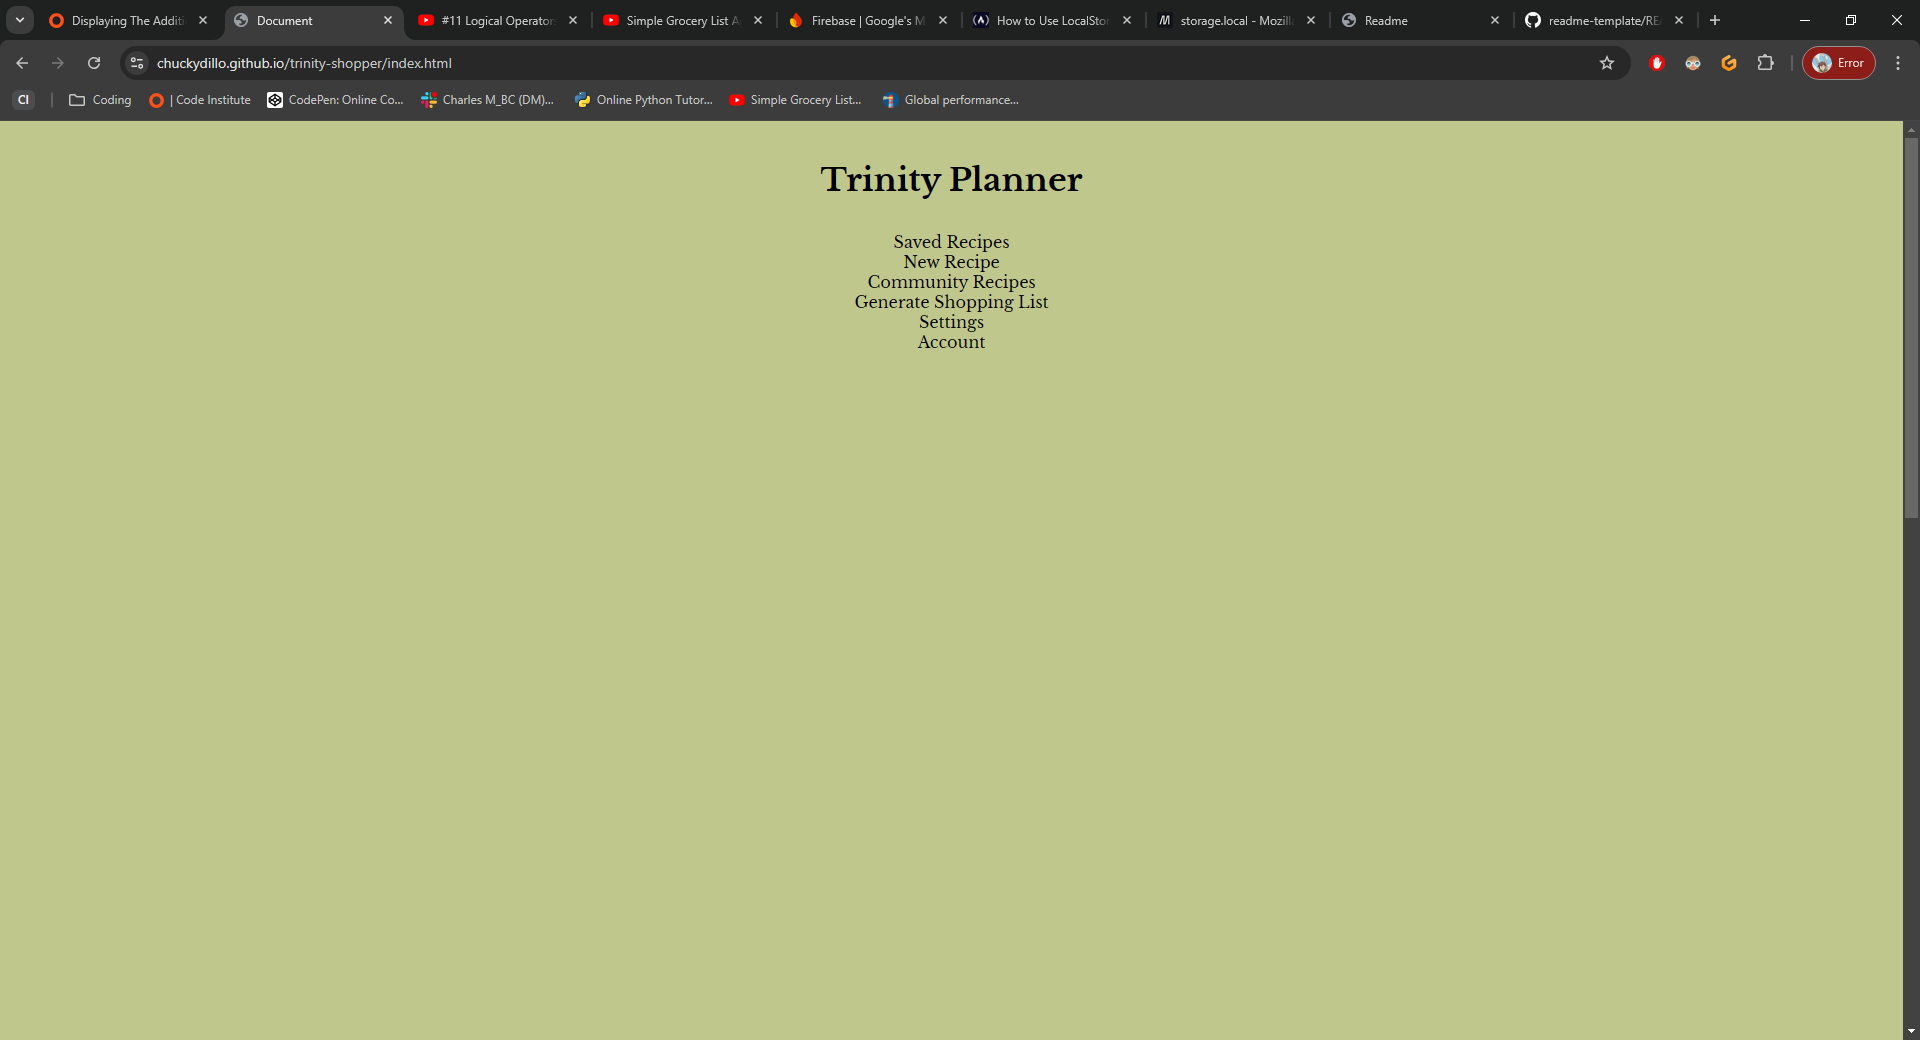 Displaying The Additi
Document
#11 Logical Operator
Simple Grocery List A
Firebase | Google's M
How to Use LocalStor
storage.local - Mozill
Readme
readme-template/RE
chuckydillo.github.io/trinity-shopper/index.html
Error
CI
Coding
| Code Institute
CodePen: Online Co...
Charles M_BC (DM)...
Online Python Tutor...
Simple Grocery List...
Global performance...
Trinity Planner
Saved Recipes
New Recipe
Community Recipes
Generate Shopping List
Settings
Account